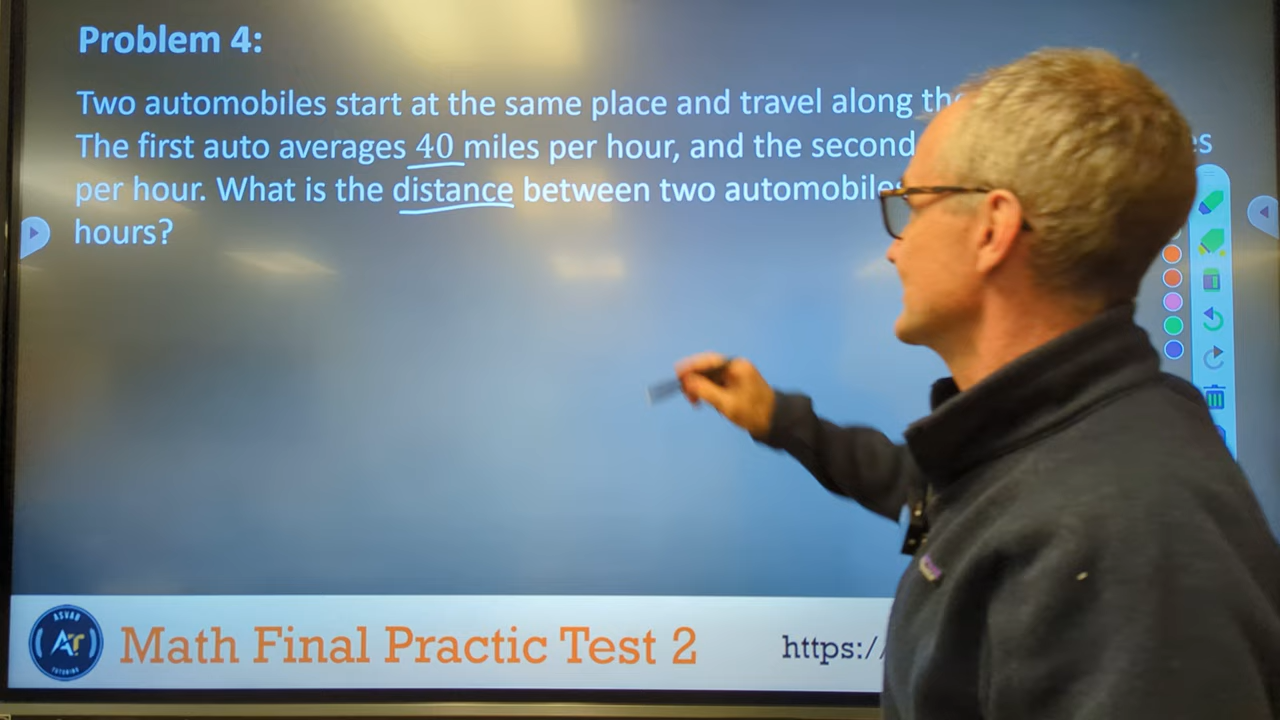 Problem 4:
Two automobiles start at the same place and travel along
The first auto averages 40 miles per hour, and the second
per hour. What is the distance between two
hours?
ASVAB
AT
TUTORING
Math Final Practic Test 2
https:/